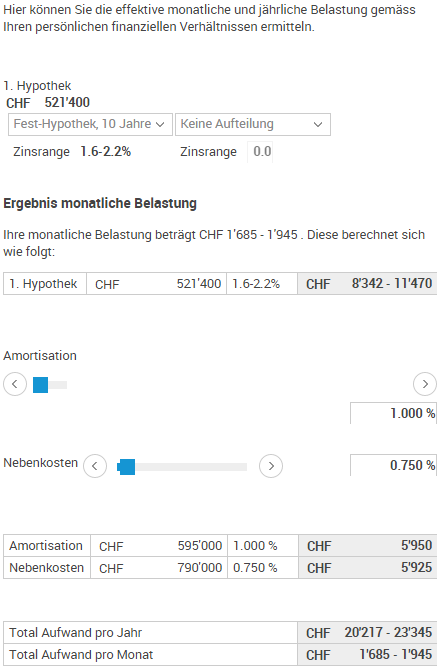 Hier können Sie die effektive monatliche und jährliche Belastung gemäss
Ihren persönlichen finanziellen Verhältnissen ermitteln.
1. Hypothek
CHF 521'400
Fest-Hypothek, 10 Jahre Keine Aufteilung
Zinsrange 1.6-2.2% Zinsrange 0.0
Ergebnis monatliche Belastung
Ihre monatliche Belastung beträgt CHF 1'685 - 1'945 . Diese berechnet sich
wie folgt:
1. Hypothek CHF 521'400 1.6-2.2% CHF 8'342 - 11'470
Amortisation
1.000 %
Nebenkosten 0.750 %
Amortisation CHF 595'000 1.000 % CHF 5'950
Nebenkosten CHF 790'000 0.750 % CHF 5'925
Total Aufwand pro Jahr CHF 20'217 - 23'345
Total Aufwand pro Monat CHF 1'685 - 1'945